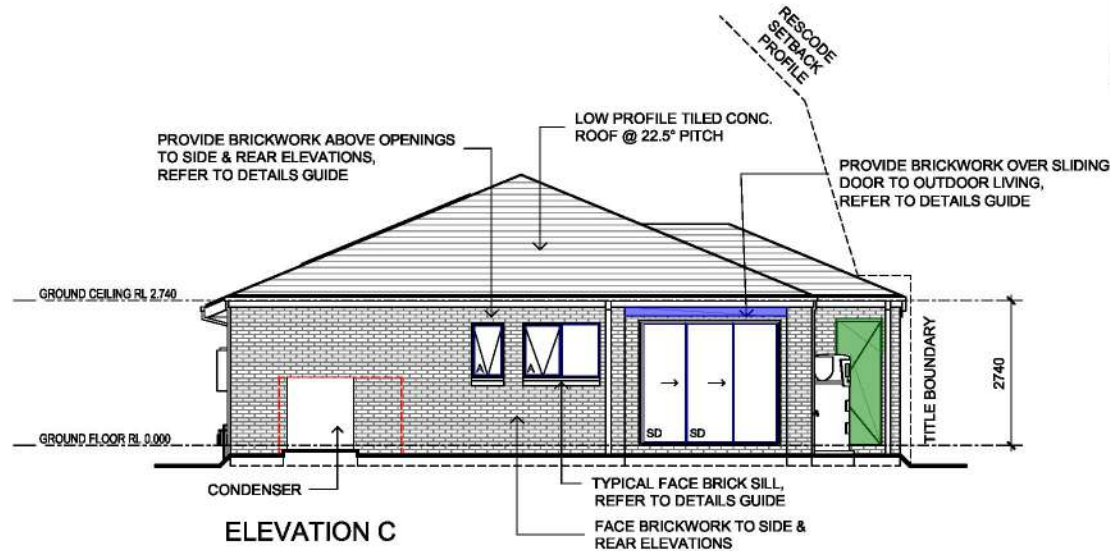 RESCODE
SETBACK
PROFILE
LOW PROFILE TILED CONC.
ROOF @ 22.5° PITCH
PROVIDE BRICKWORK ABOVE OPENINGS
TO SIDE & REAR ELEVATIONS,
REFER TO DETAILS GUIDE
PROVIDE BRICKWORK OVER SLIDING
DOOR TO OUTDOOR LIVING,
REFER TO DETAILS GUIDE
GROUND CEILING RL 2.740
A
A
SD
SD
2740
TITLE BOUNDARY
GROUND FLOOR RL 0.000
CONDENSER
TYPICAL FACE BRICK SILL,
REFER TO DETAILS GUIDE
FACE BRICKWORK TO SIDE &
REAR ELEVATIONS
ELEVATION C